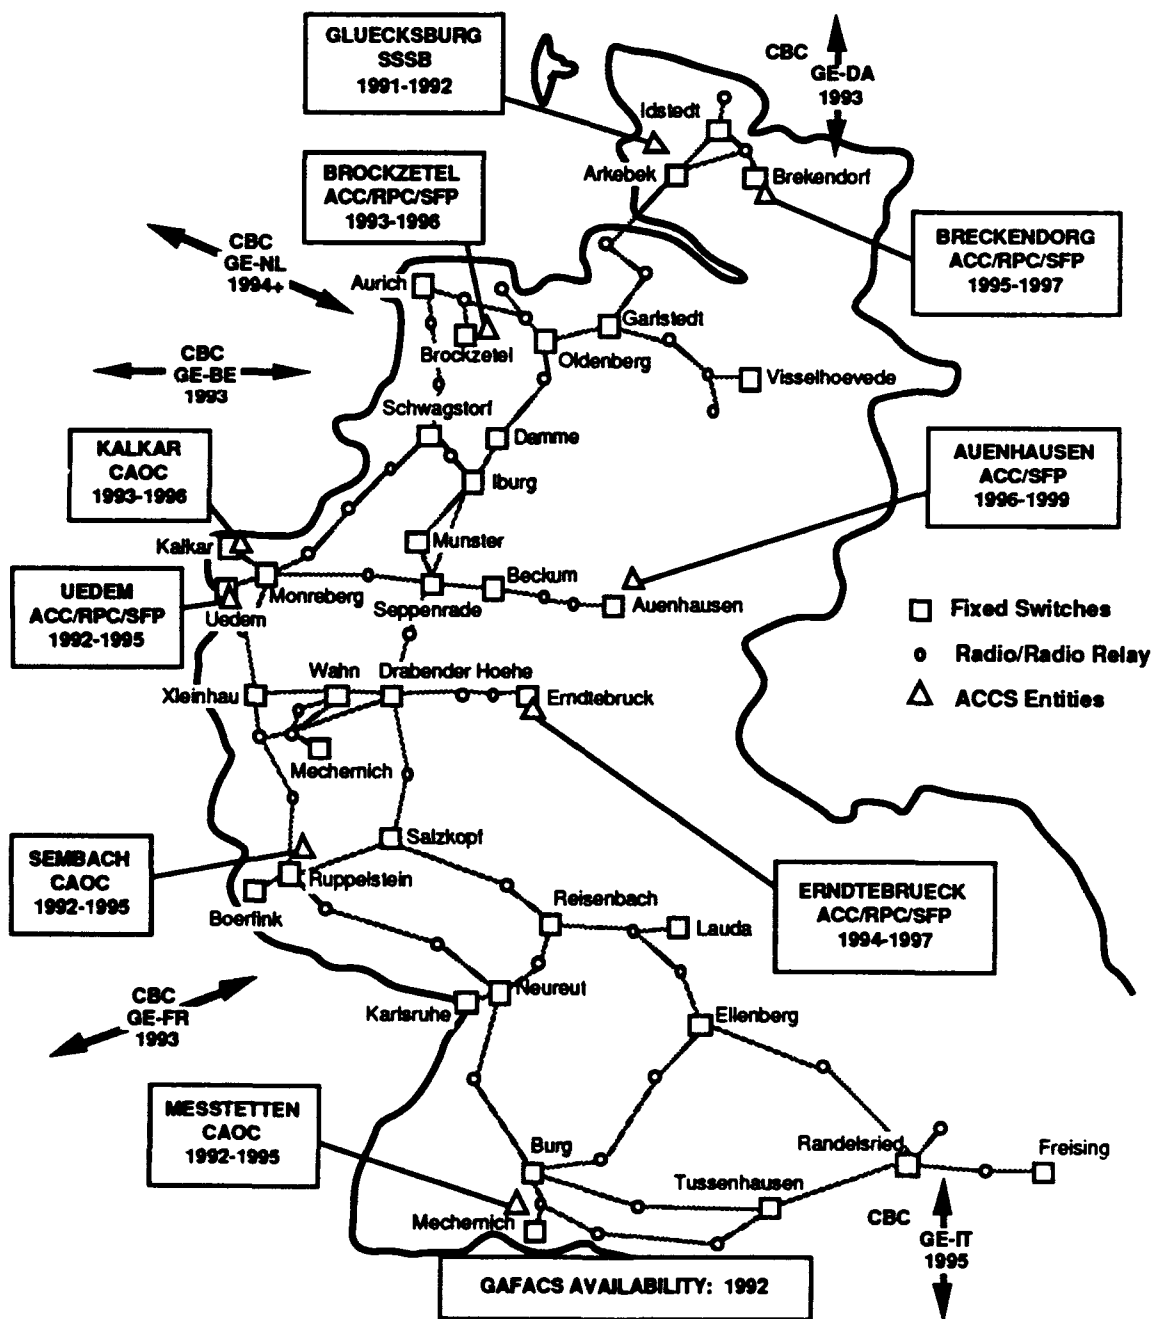 GLUECKSBURG
SSSB
1991-1992
CBC
GE-DA
1993
Idstedt
Arkebek
Brekendorf
BROCKZETEL
ACC/RPC/SFP
1993-1996
BRECKENDORG
ACC/RPC/SFP
1995-1997
CBC
GE-NL
1994+
Aurich
Garlstedt
Brockzetel
Oldenberg
Visselhoevede
CBC
GE-BE
1993
Schwagstorf
Damme
KALKAR
CAOC
1993-1996
AUENHAUSEN
ACC/SFP
1996-1999
Iburg
Kalkar
Munster
UEDEM
ACC/RPC/SFP
1992-1995
Monreberg
Beckum
Uedem
Seppenrade
Auenhausen
Fixed Switches
Radio/Radio Relay
ACCS Entities
Wahn
Drabender Hoehe
Xleinhau
Erndtebruck
Mechernich
Salzkopf
SEMBACH
CAOC
1992-1995
Ruppelstein
Boerfink
Reisenbach
Lauda
ERNDTEBRUECK
ACC/RPC/SFP
1994-1997
CBC
GE-FR
1993
Neureut
Karlsruhe
Ellenberg
MESSTETTEN
CAOC
1992-1995
Burg
Randelsried
Freising
Tussenhausen
Mechernich
CBC
GE-IT
1995
GAFACS AVAILABILITY: 1992